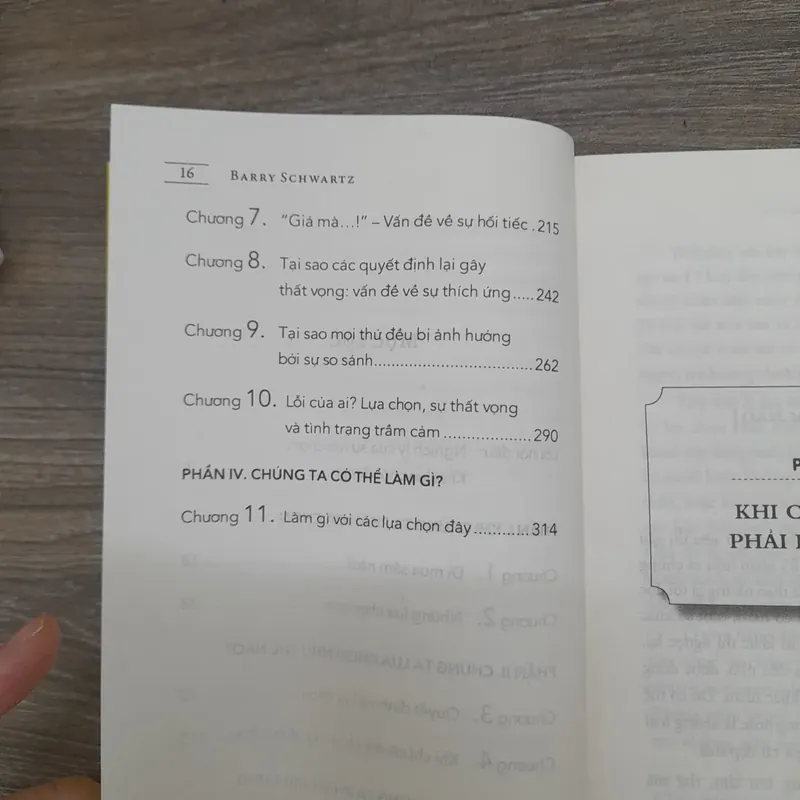 16 BARRY SCHWARTZ
Chương 7. “Giá mà...!” – Vấn đề về sự hối tiếc .215
Chương 8. Tại sao các quyết định lại gây
thất vọng: vấn đề về sự thích ứng.....242
Chương 9. Tại sao mọi thứ đều bị ảnh hưởng
bởi sự so sánh...................................262
Chương 10. Lỗi của ai? Lựa chọn, sự thất vọng
và tình trạng trầm cảm ...................290
PHẦN IV. CHÚNG TA CÓ THỂ LÀM GÌ?
Chương 11. Làm gì với các lựa chọn đây ............314
P
KHI C
PHẢI